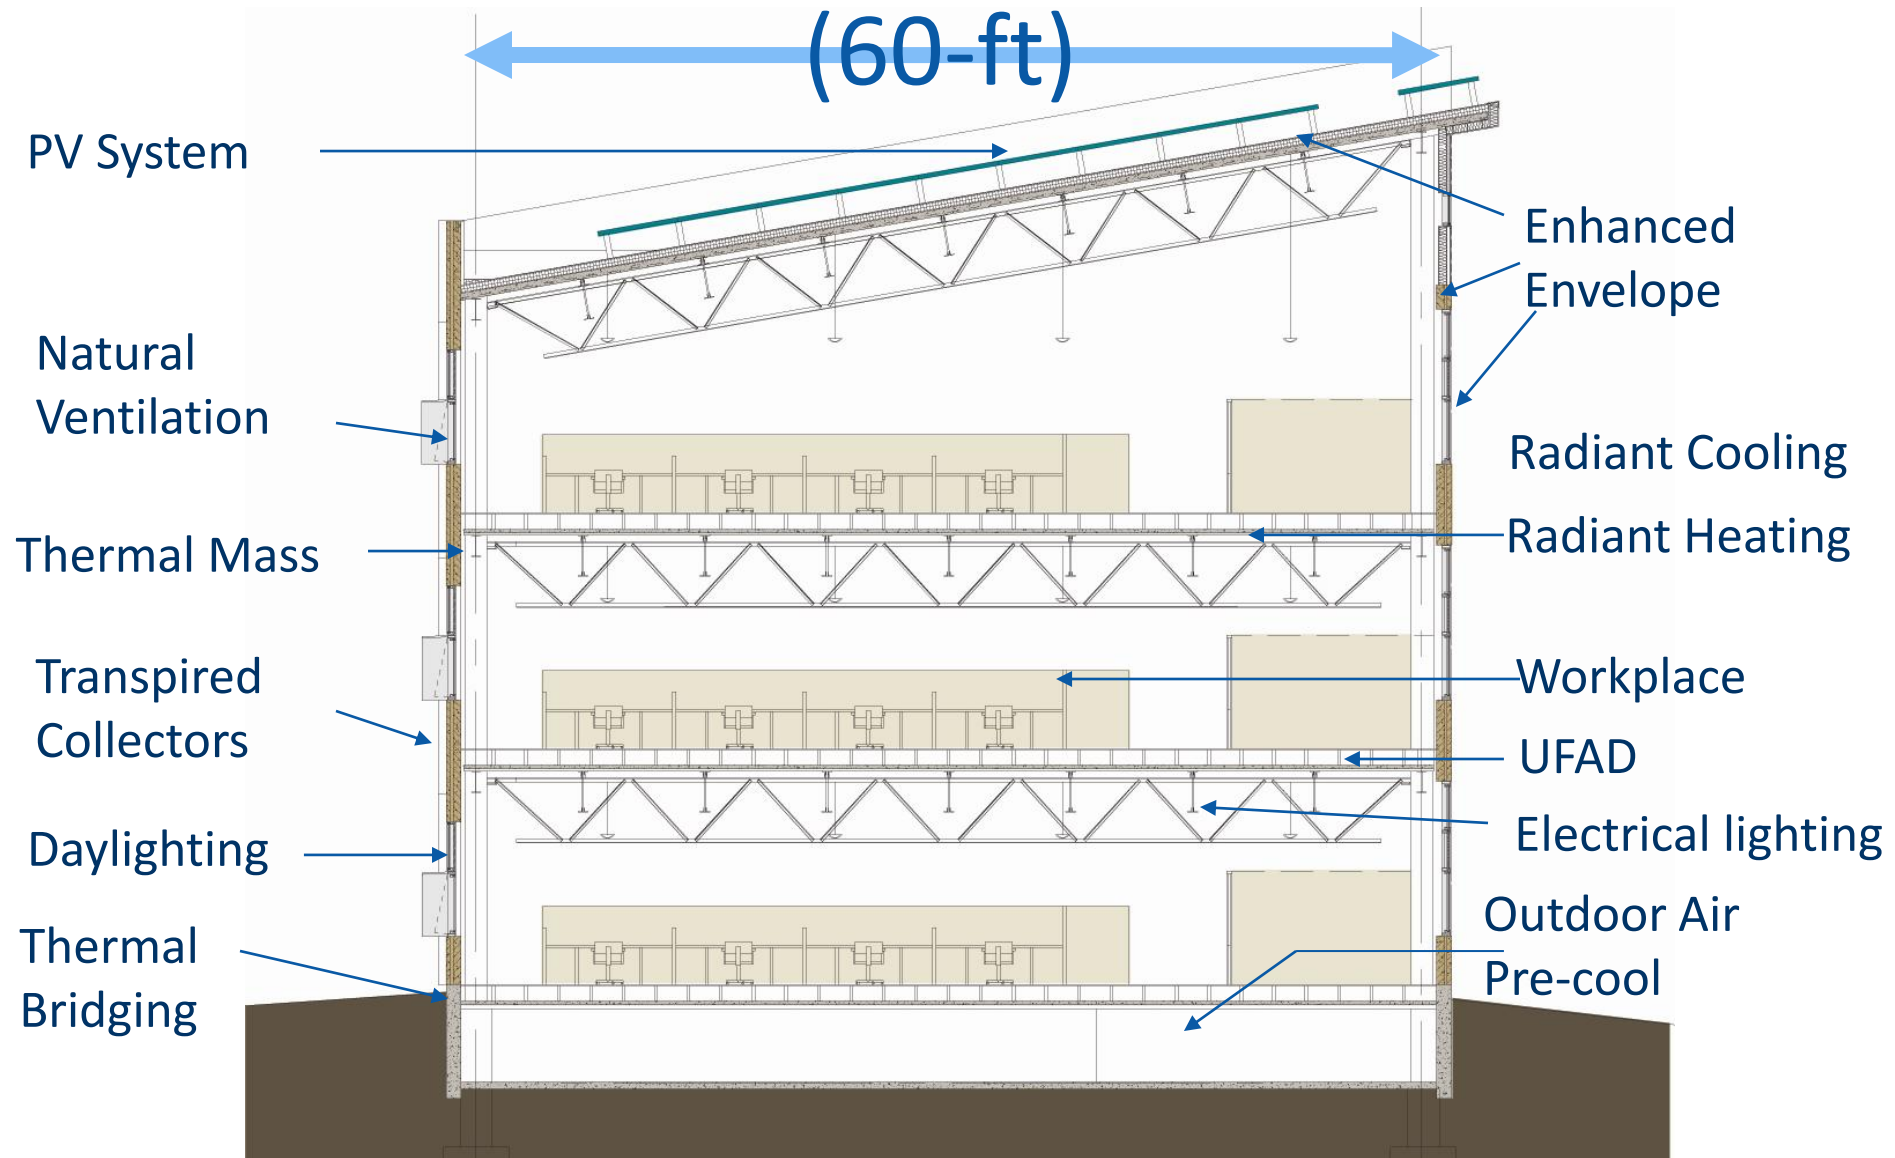 (60-ft)
PV System
Enhanced
Envelope
Natural
Ventilation
Radiant Cooling
Thermal Mass
Radiant Heating
Transpired
Collectors
Workplace
UFAD
Daylighting
Electrical lighting
Thermal
Bridging
Outdoor Air
Pre-cool